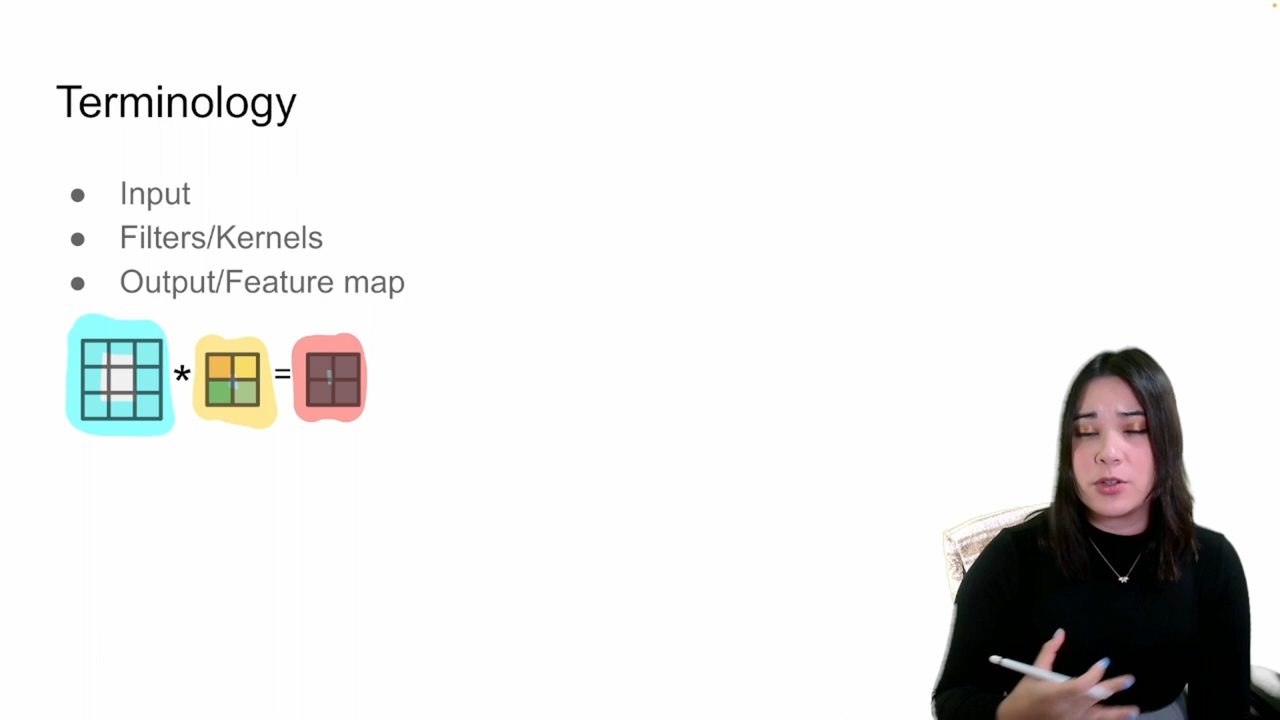 Terminology
● Input
● Filters/Kernels
● Output/Feature map
* =